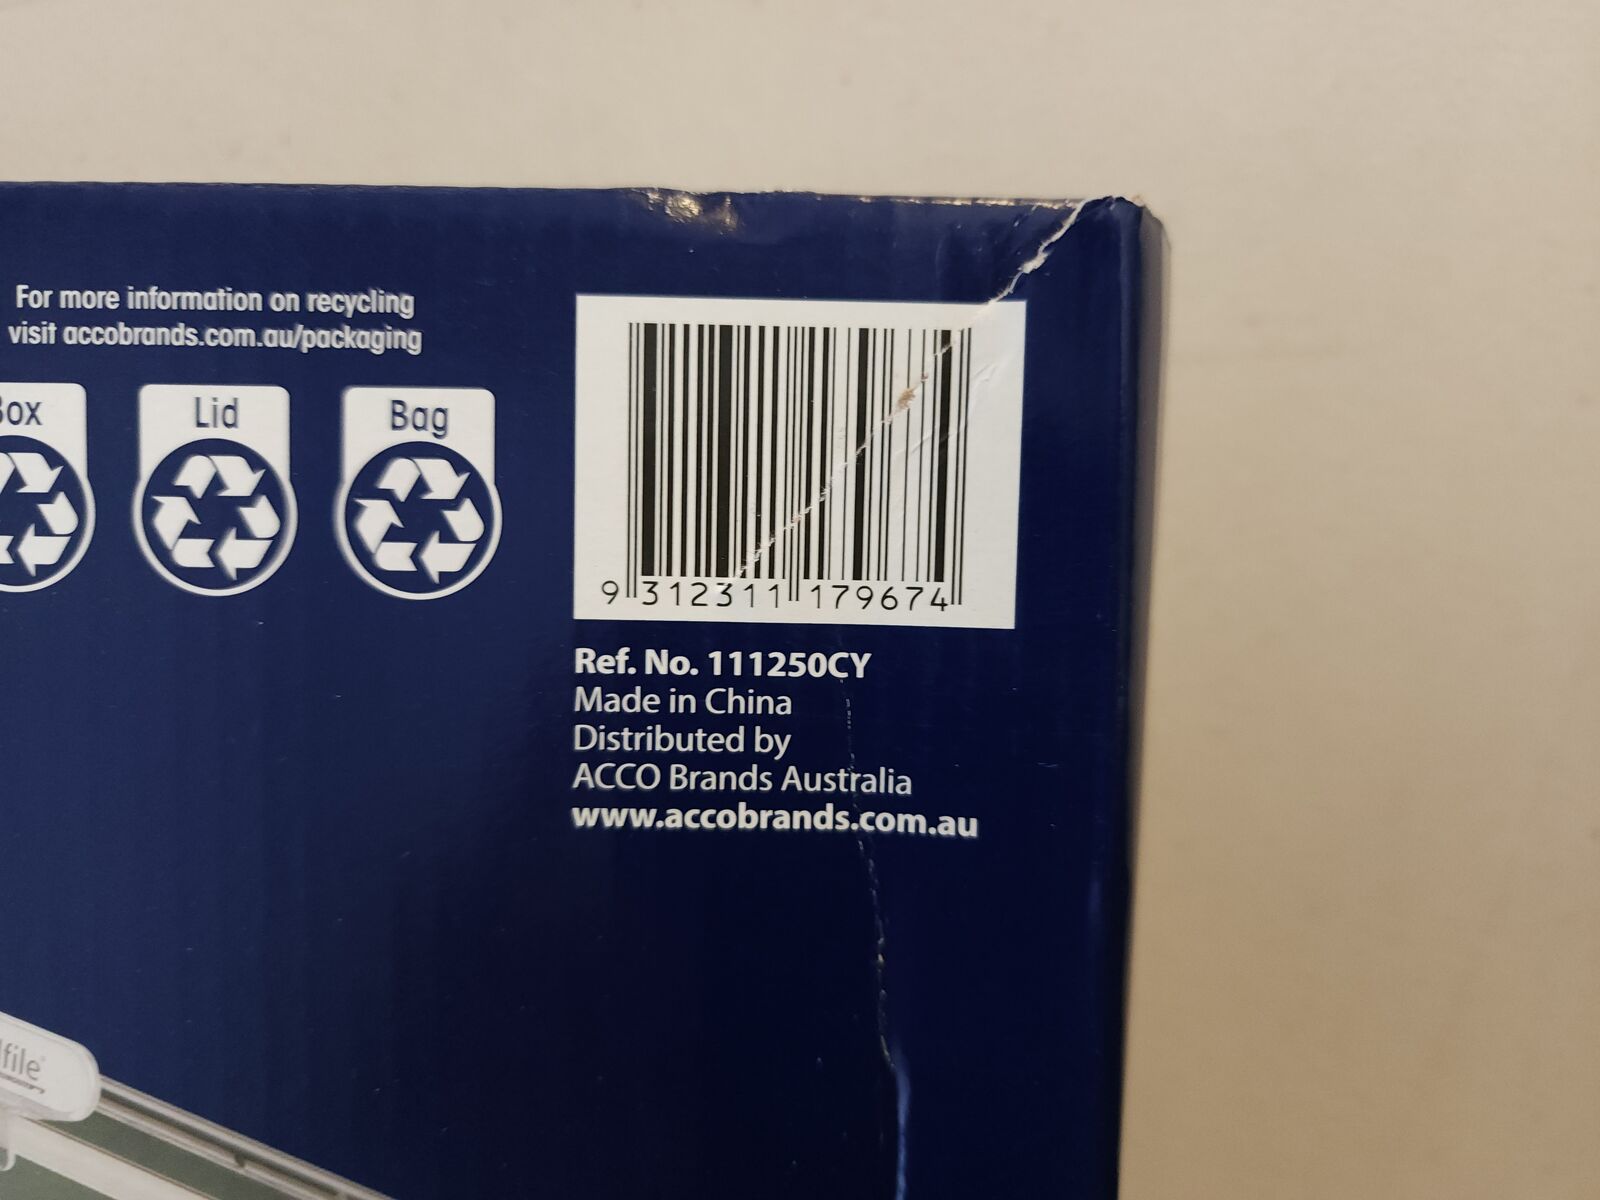 For more information on recycling
visit accobrands.com.au/packaging
Lid
Bag
9 312311 179674
Ref. No. 111250CY
Made in China
Distributed by
ACCO Brands Australia
www.accobrands.com.au